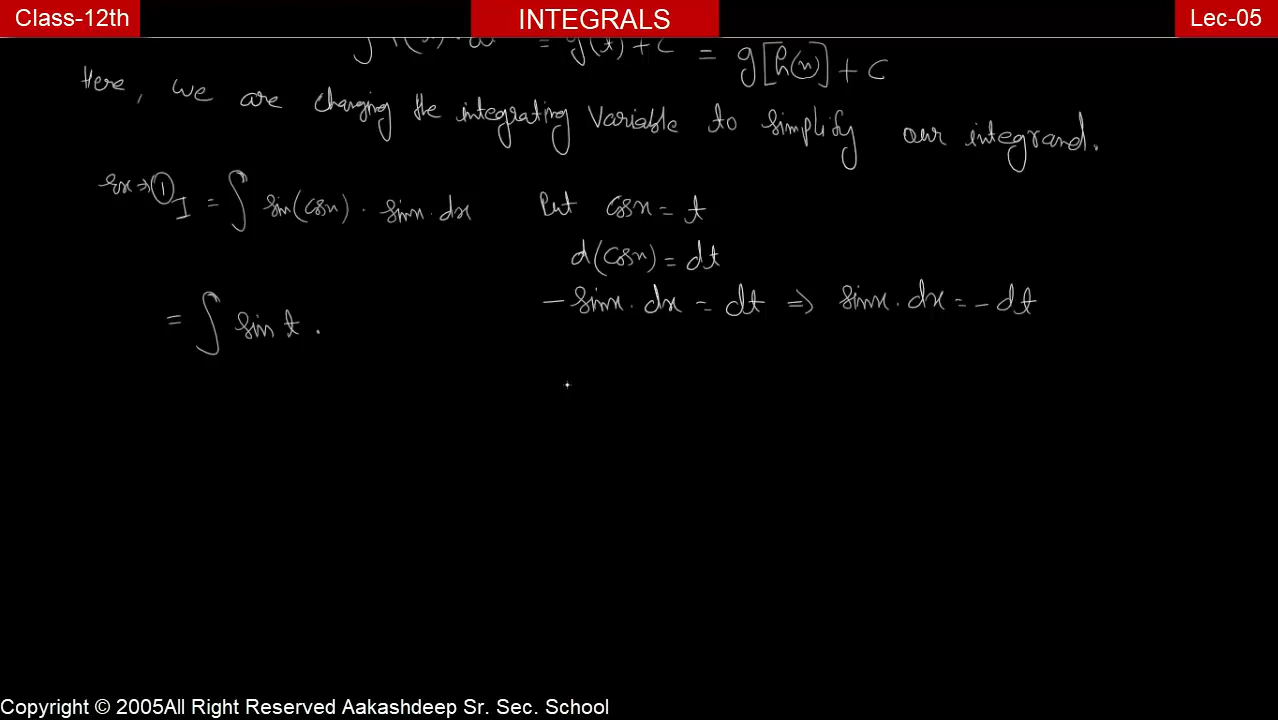 Class-12th
INTEGRALS
Lec-05
= g(t) + C = g[h(x)] + C
Here, we are changing the integrating variable to simplify our integrand.
Ex ⇒ ① I = ∫ sin(cosx) · sinx · dx Put cosx = t
d(cosx) = dt
− sinx · dx = dt ⇒ sinx · dx = − dt
= ∫ sin t ·
Copyright © 2005All Right Reserved Aakashdeep Sr. Sec. School